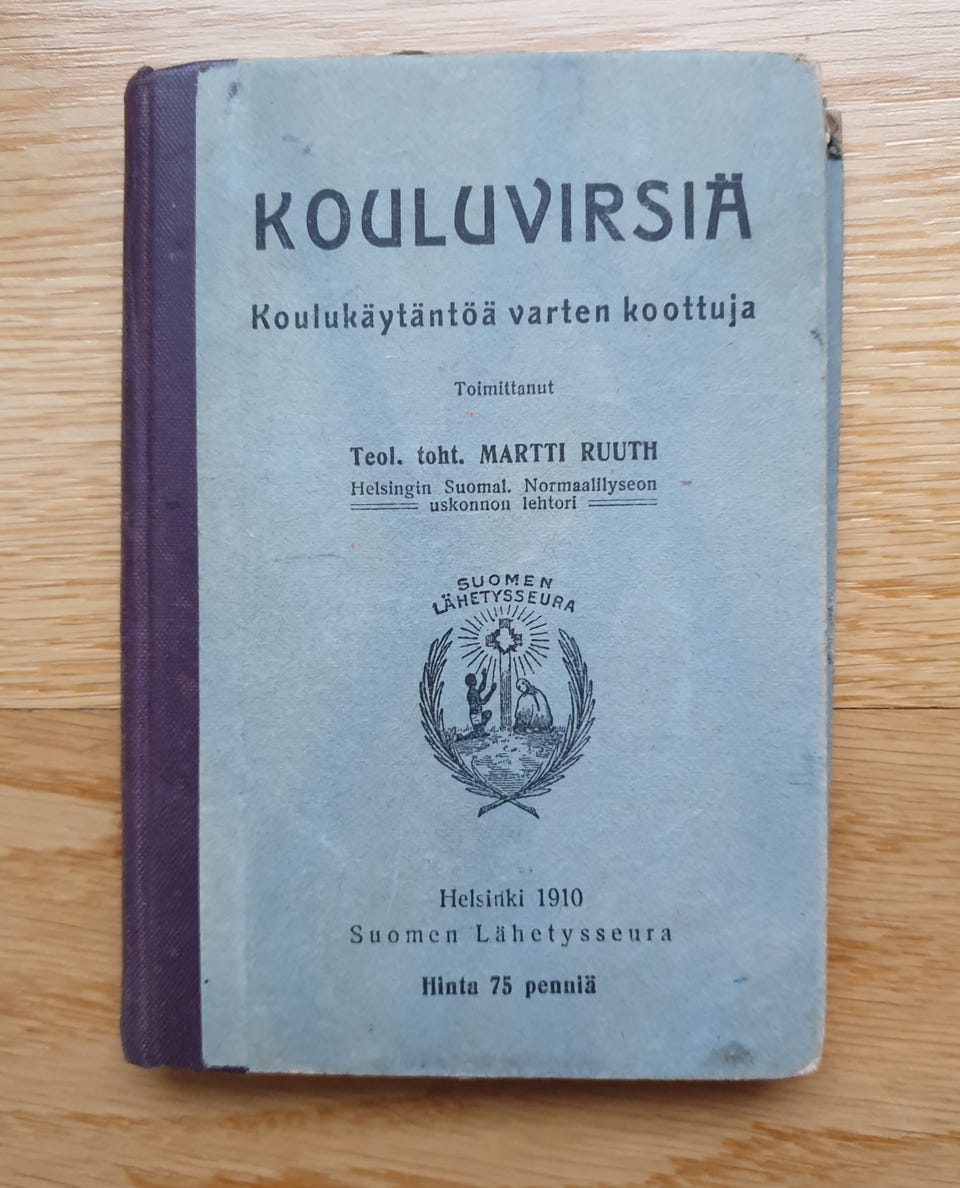 KOULUVIRSIÄ
Koulukäytäntöä varten koottuja
Toimittanut
Teol. toht. MARTTI RUUTH
Helsingin Suomal. Normaalilyseon
uskonnon lehtori
SUOMEN
LÄHETYSSEURA
Helsinki 1910
Suomen Lähetysseura
Hinta 75 penniä